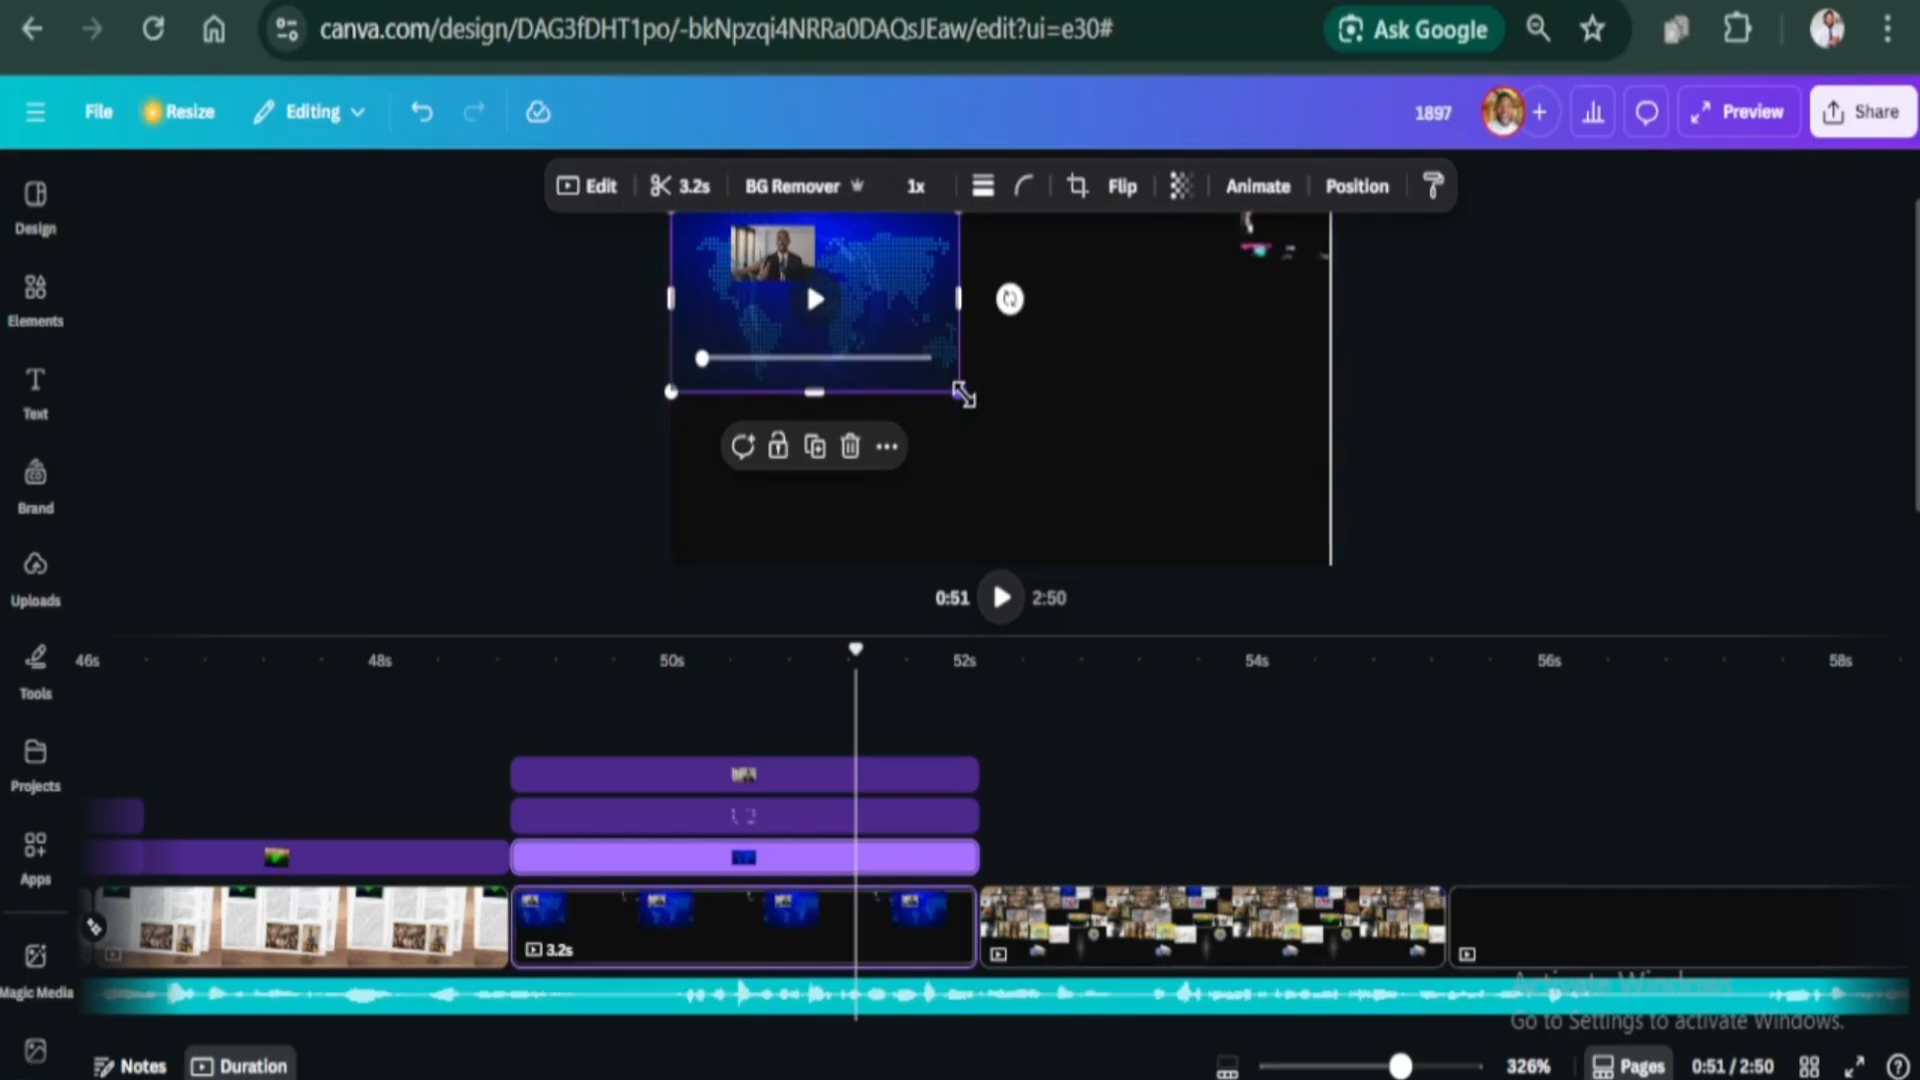 canva.com/design/DAG3fDHT1po/-bkNpzqi4NRRa0DAQsJEaw/edit?ui=e30#
Ask Google
File
Resize
Editing
1897
Preview
Share
Edit
3.2s
BG Remover
1x
Flip
Animate
Position
Design
Elements
Text
Brand
Uploads
Tools
Projects
Apps
Magic Media
0:51
2:50
46s
48s
50s
52s
54s
56s
58s
3.2s
Activate Windows
Go to Settings to activate Windows.
Notes
Duration
326%
Pages
0:51 / 2:50